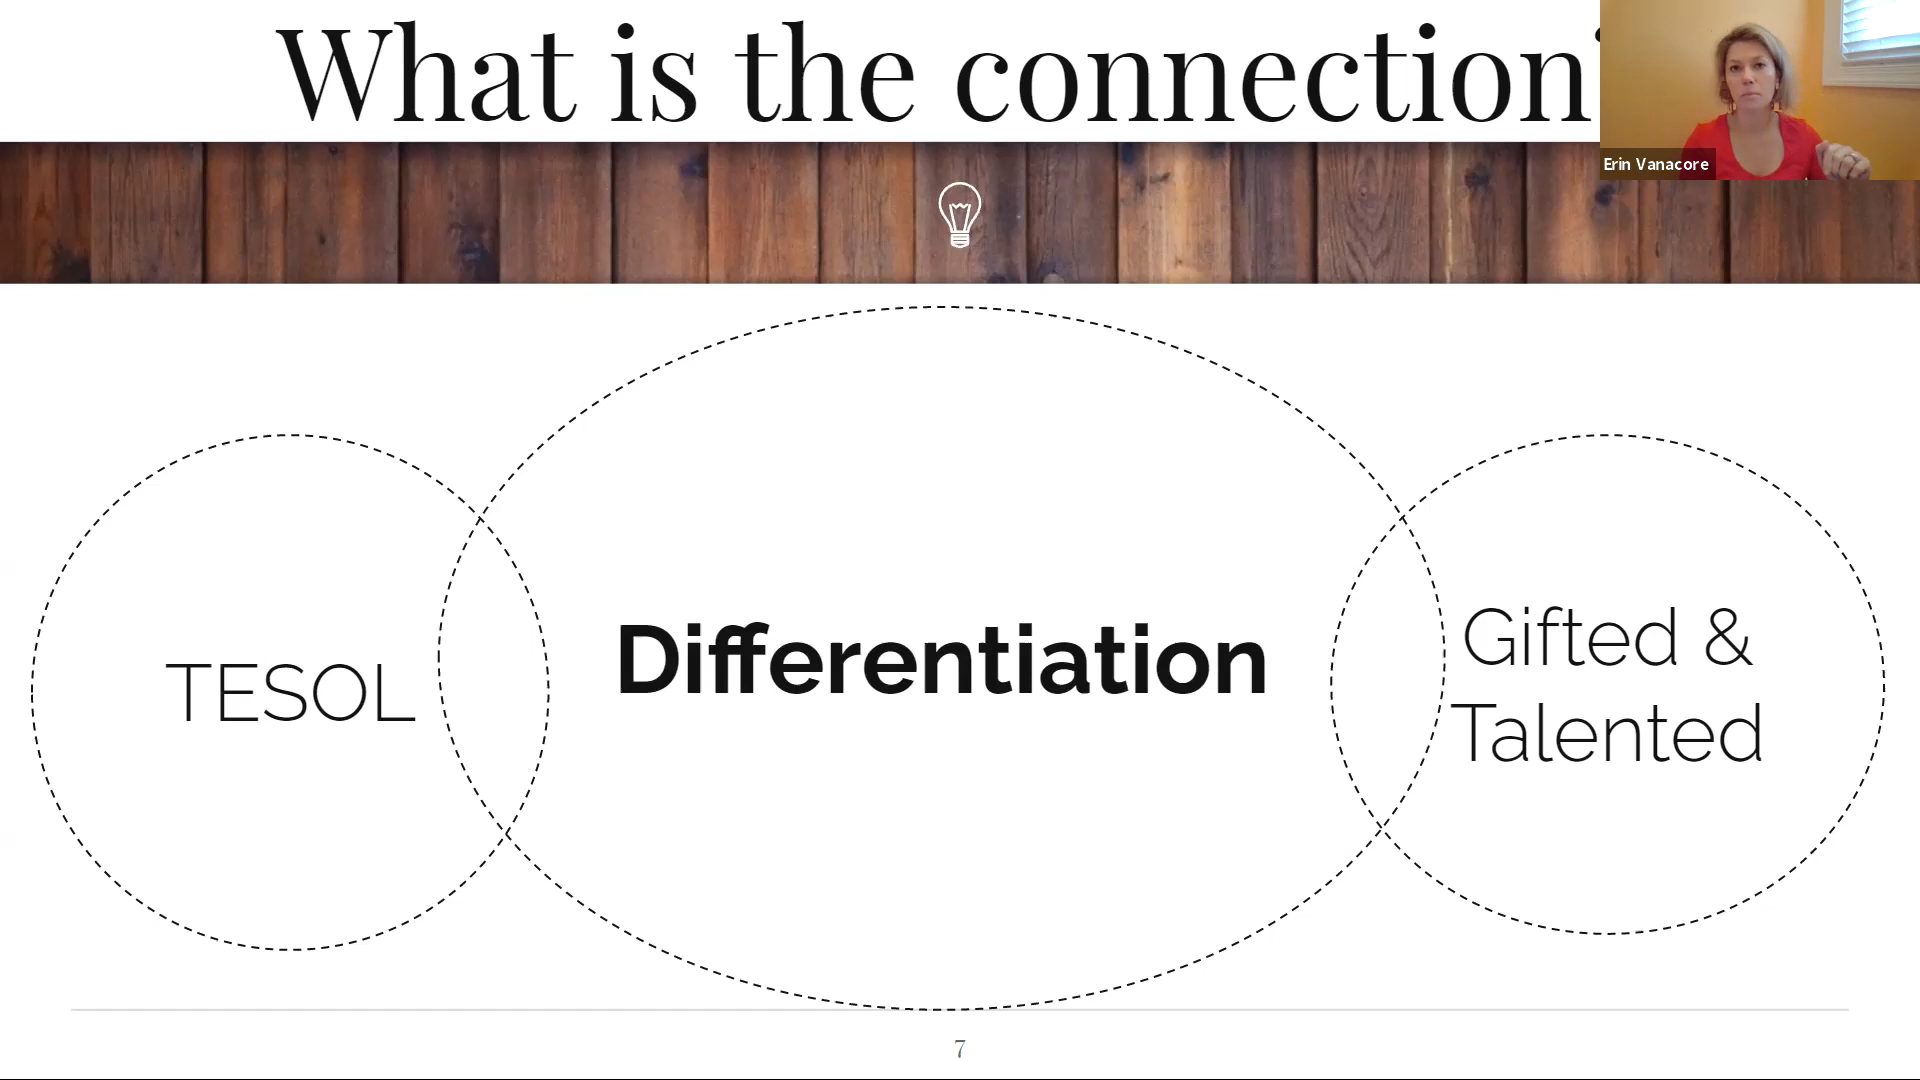 What is the connection?
Erin Vanacore
TESOL
Differentiation
Gifted &
Talented
7